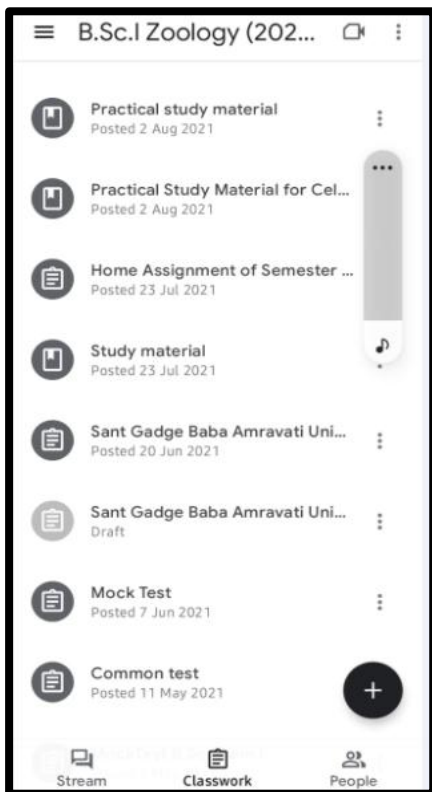 B.Sc.I Zoology (202...
Practical study material
Posted 2 Aug 2021
Practical Study Material for Cel...
Posted 2 Aug 2021
Home Assignment of Semester ...
Posted 23 Jul 2021
Study material
Posted 23 Jul 2021
Sant Gadge Baba Amravati Uni...
Posted 20 Jun 2021
Sant Gadge Baba Amravati Uni...
Draft
Mock Test
Posted 7 Jun 2021
Common test
Posted 11 May 2021
Stream
Classwork
People